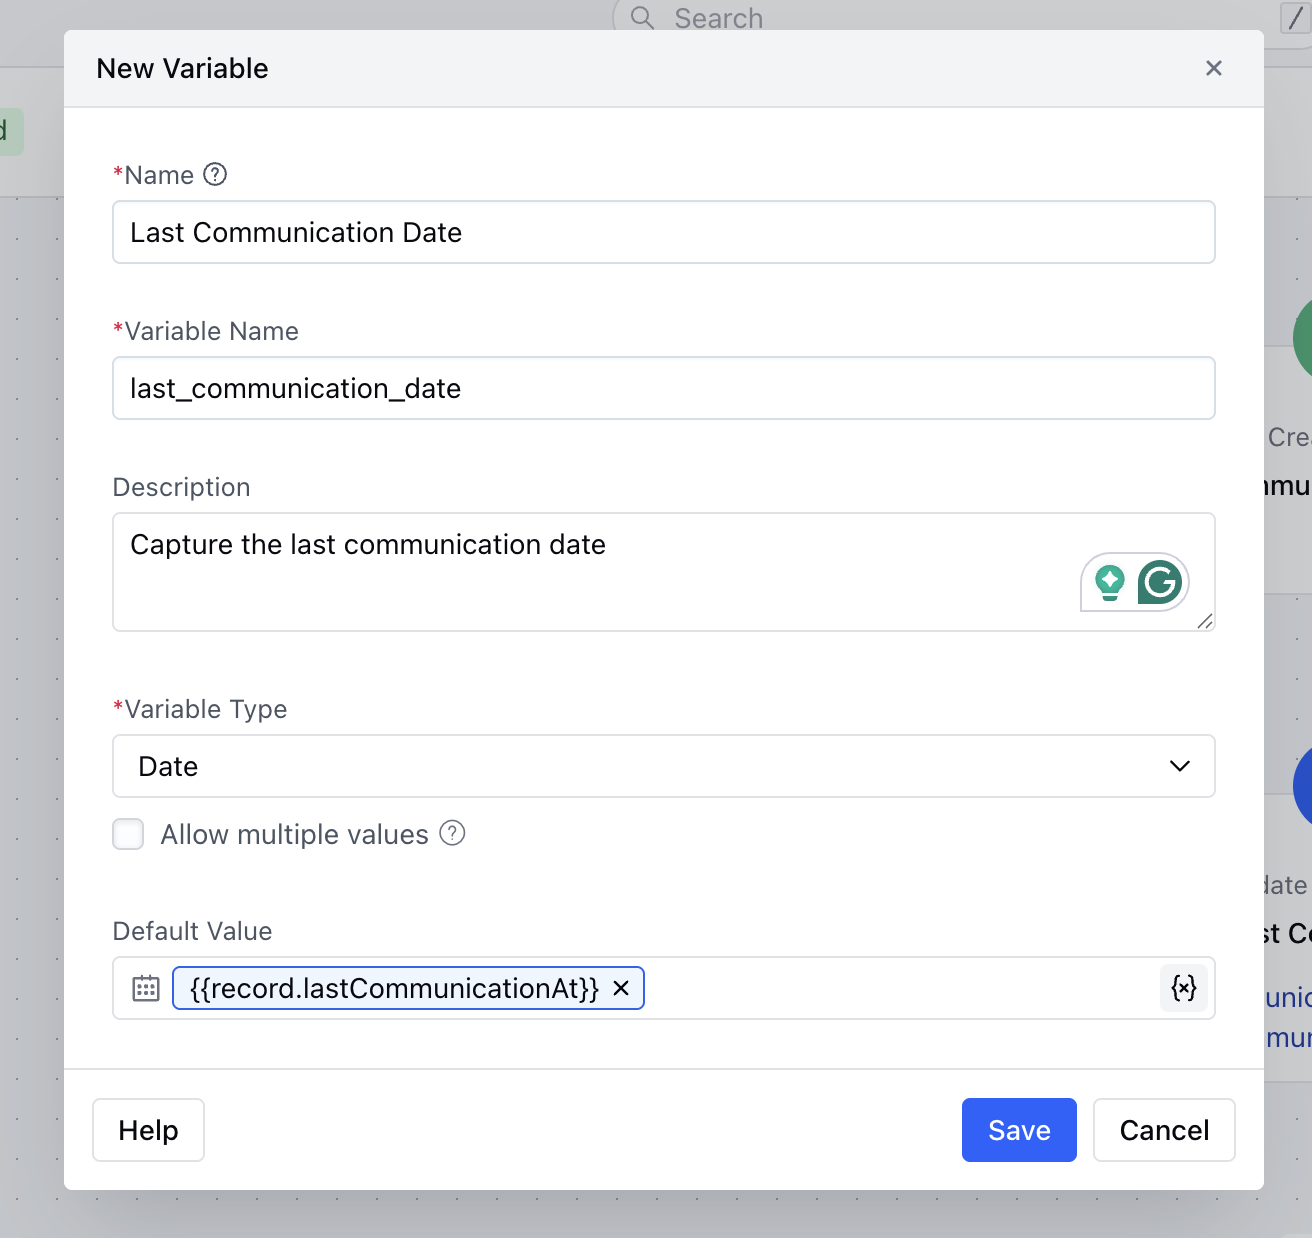 Search
/
New Variable
*Name ?
Last Communication Date
*Variable Name
last_communication_date
Description
Capture the last communication date
G
*Variable Type
Date
Allow multiple values ?
Default Value
{{record.lastCommunicationAt}}
{x}
Help
Save
Cancel